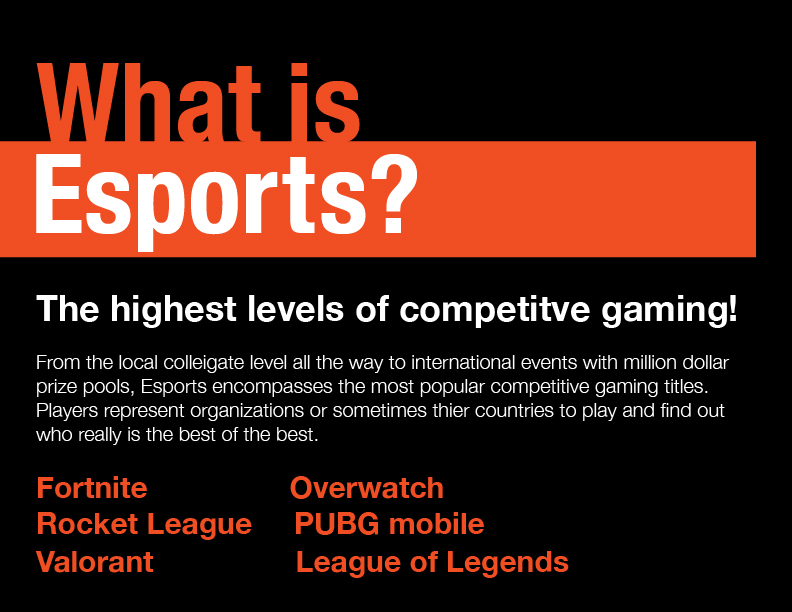 What is
Esports?
The highest levels of competitve gaming!
From the local colleigate level all the way to international events with million dollar
prize pools, Esports encompasses the most popular competitive gaming titles.
Players represent organizations or sometimes thier countries to play and find out
who really is the best of the best.
Fortnite Overwatch
Rocket League PUBG mobile
Valorant League of Legends